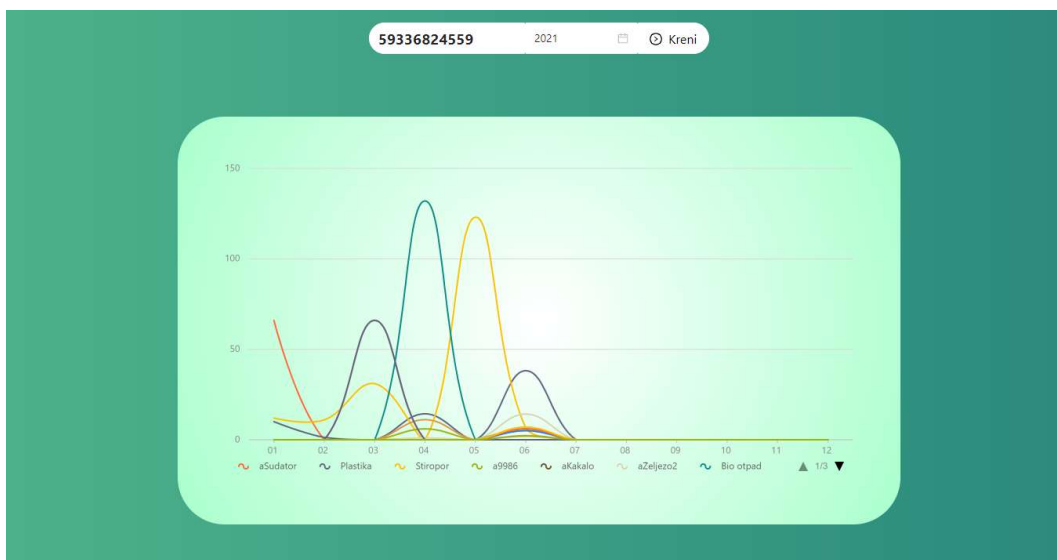 59336824559 2021 Kreni
150
100
50
0
01 02 03 04 05 06 07 08 09 10 11 12
aSudator Plastika Stiropor a9986 aKakalo aZeljezo2 Bio otpad 1/3